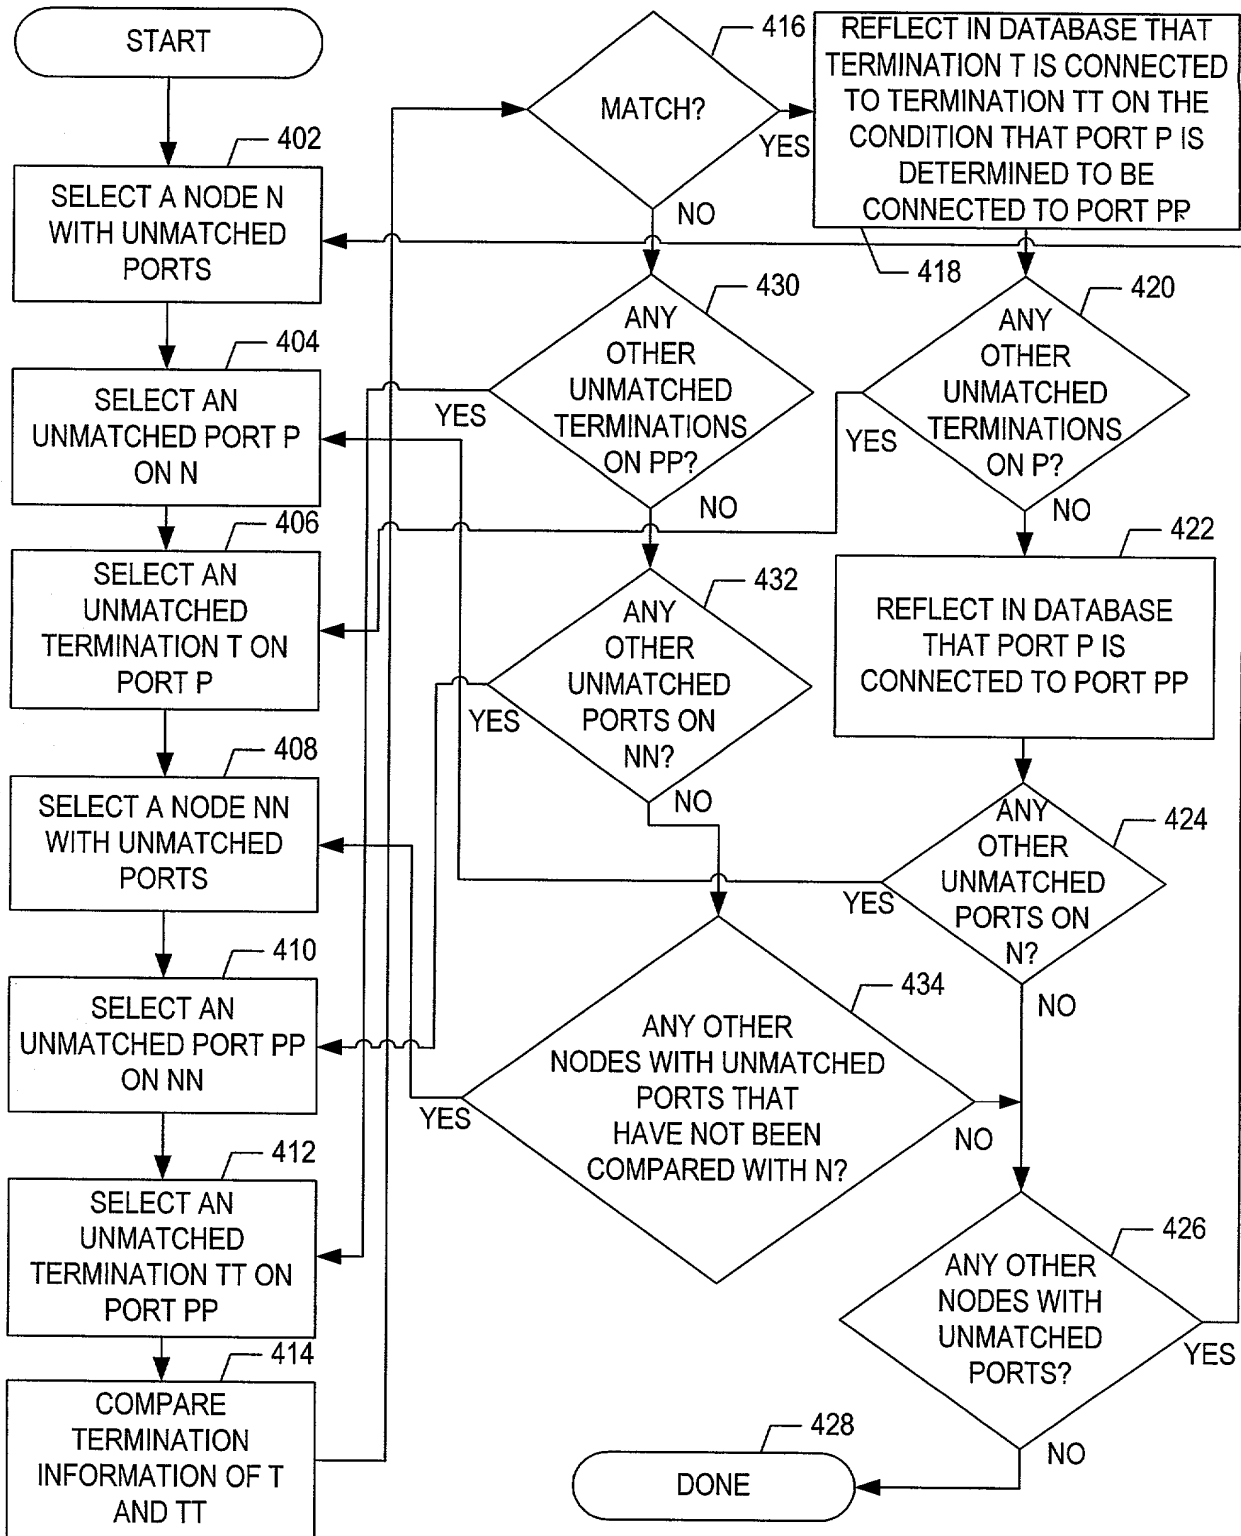 START
402
SELECT A NODE N
WITH UNMATCHED
PORTS
404
SELECT AN
UNMATCHED PORT P
ON N
406
SELECT AN
UNMATCHED
TERMINATION T ON
PORT P
408
SELECT A NODE NN
WITH UNMATCHED
PORTS
410
SELECT AN
UNMATCHED PORT PP
ON NN
412
SELECT AN
UNMATCHED
TERMINATION TT ON
PORT PP
414
COMPARE
TERMINATION
INFORMATION OF T
AND TT
416
MATCH?
YES
NO
REFLECT IN DATABASE THAT
TERMINATION T IS CONNECTED
TO TERMINATION TT ON THE
CONDITION THAT PORT P IS
DETERMINED TO BE
CONNECTED TO PORT PP
418
430
ANY
OTHER
UNMATCHED
TERMINATIONS
ON PP?
YES
NO
420
ANY
OTHER
UNMATCHED
TERMINATIONS
ON P?
YES
NO
422
REFLECT IN DATABASE
THAT PORT P IS
CONNECTED TO PORT PP
432
ANY
OTHER
UNMATCHED
PORTS ON
NN?
YES
NO
424
ANY
OTHER
UNMATCHED
PORTS ON
N?
YES
NO
434
ANY OTHER
NODES WITH UNMATCHED
PORTS THAT
HAVE NOT BEEN
COMPARED WITH N?
YES
NO
426
ANY OTHER
NODES WITH
UNMATCHED
PORTS?
YES
NO
428
DONE